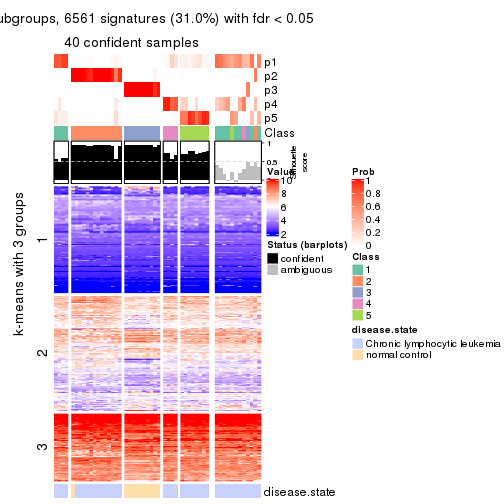 ubgroups, 6561 signatures (31.0%) with fdr < 0.05
40 confident samples
p1
p2
p3
p4
p5
Class
1
0.5
0
Silhouette
score
k-means with 3 groups
1
2
3
disease.state
Value
10
8
6
4
2
Status (barplots)
confident
ambiguous
Prob
1
0.8
0.6
0.4
0.2
0
Class
1
2
3
4
5
disease.state
Chronic lymphocytic leukemia
normal control